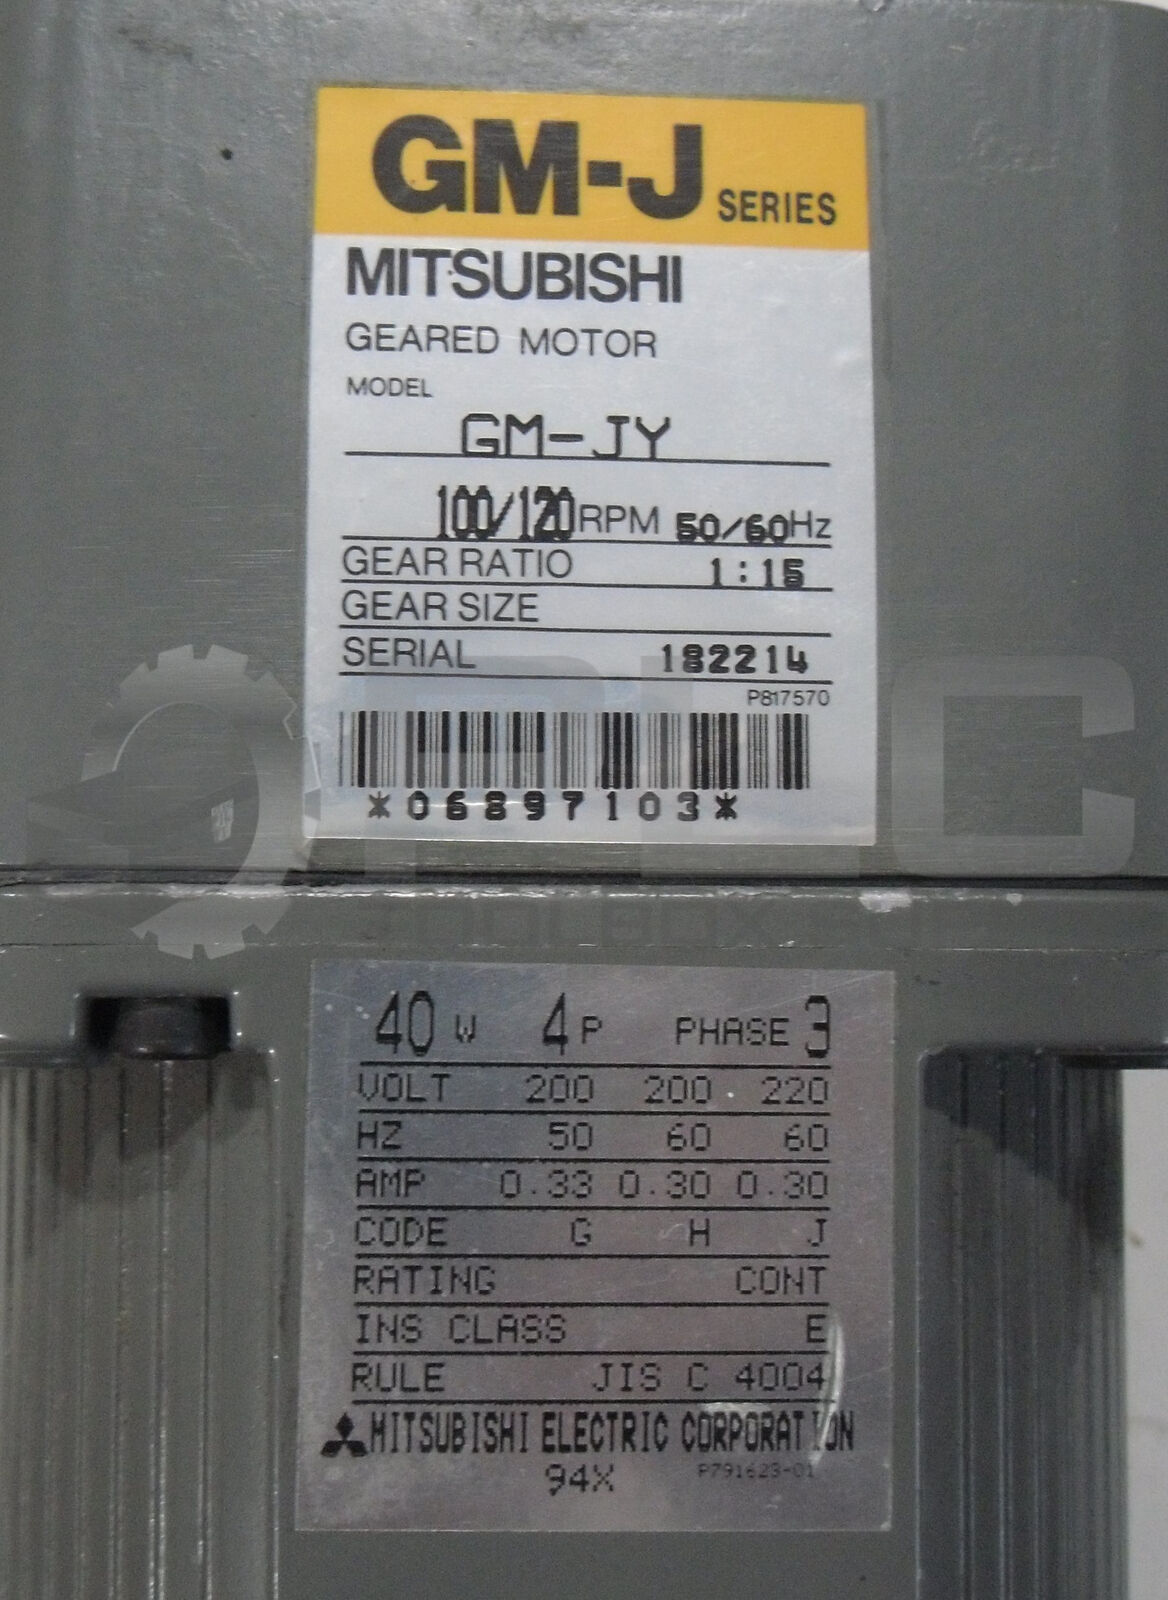 GM-J SERIES
MITSUBISHI
GEARED MOTOR
MODEL
GM-JY
100/120 RPM 50/60 Hz
GEAR RATIO 1:15
GEAR SIZE
SERIAL 182214
P817570
*06897103*
PLC
TOOLBOX
40 W 4 P PHASE 3
VOLT 200 200 220
HZ 50 60 60
AMP 0.33 0.30 0.30
CODE G H J
RATING CONT
INS CLASS E
RULE JIS C 4004
MITSUBISHI ELECTRIC CORPORATION
94X P791623-01